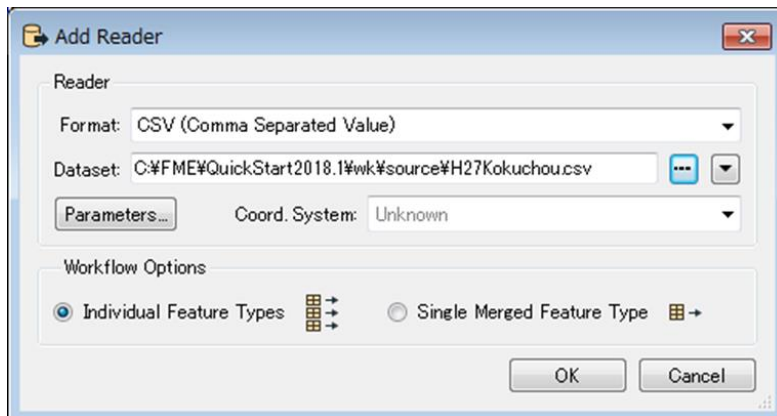 Add Reader
Reader
Format: CSV (Comma Separated Value)
Dataset: C:¥FME¥QuickStart2018.1¥wk¥source¥H27Kokuchou.csv ...
Parameters... Coord. System: Unknown
Workflow Options
Individual Feature Types Single Merged Feature Type
OK Cancel